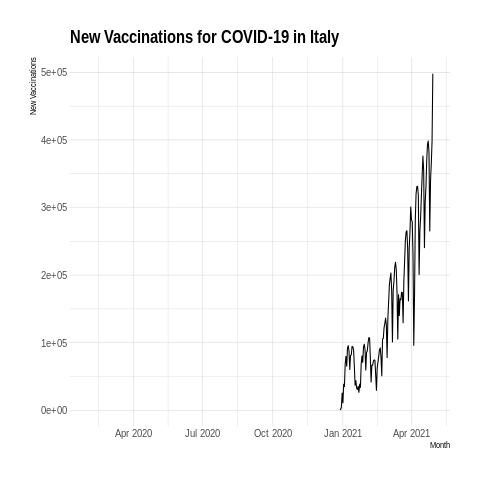 New Vaccinations for COVID-19 in Italy
New Vaccinations
5e+05
4e+05
3e+05
2e+05
1e+05
0e+00
Apr 2020 Jul 2020 Oct 2020 Jan 2021 Apr 2021
Month